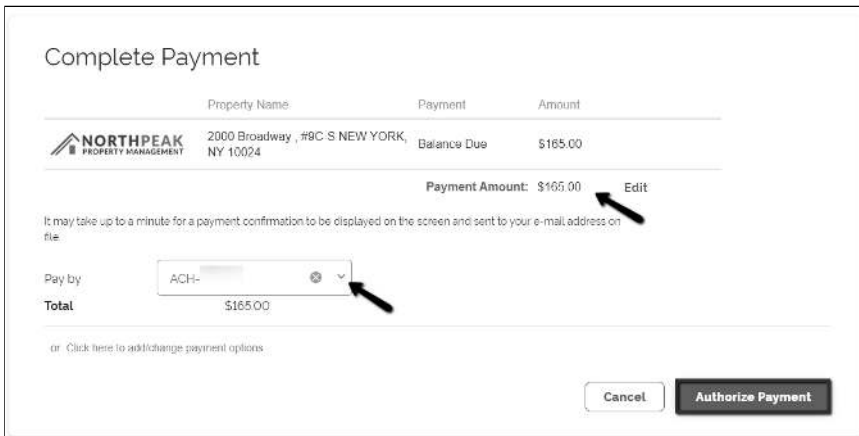 Complete Payment
Property Name Payment Amount
NORTHPEAK
PROPERTY MANAGEMENT
2000 Broadway , #9C S NEW YORK,
NY 10024
Balance Due $165.00
Payment Amount: $165.00 Edit
It may take up to a minute for a payment confirmation to be displayed on the screen and sent to your e-mail address on
file
Pay by ACH-
Total $165.00
or Click here to add/change payment options
Cancel Authorize Payment